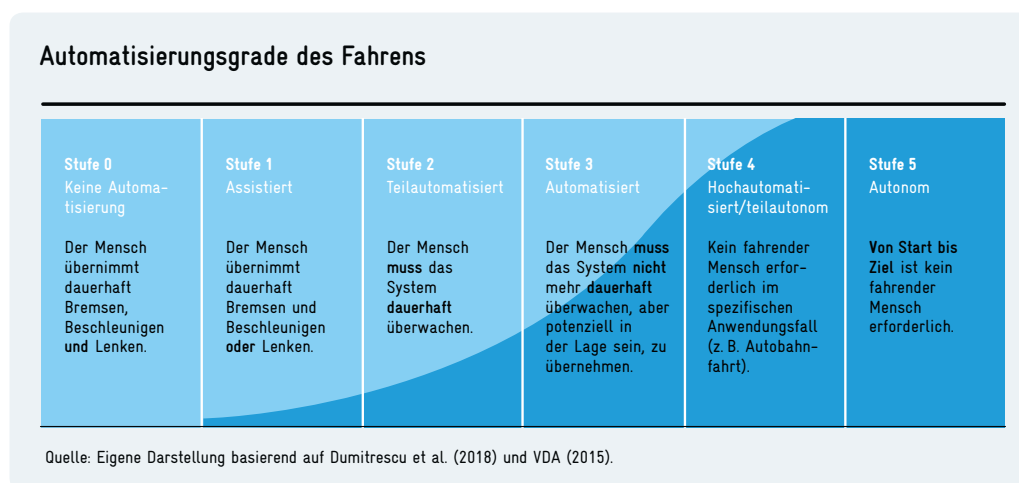 Automatisierungsgrade des Fahrens
Stufe 0
Keine Automa-
tisierung
Der Mensch
übernimmt
dauerhaft
Bremsen,
Beschleunigen
und Lenken.
Stufe 1
Assistiert
Der Mensch
übernimmt
dauerhaft
Bremsen und
Beschleunigen
oder Lenken.
Stufe 2
Teilautomatisiert
Der Mensch
muss das
System
dauerhaft
überwachen.
Stufe 3
Automatisiert
Der Mensch muss
das System nicht
mehr dauerhaft
überwachen, aber
potenziell in
der Lage sein, zu
übernehmen.
Stufe 4
Hochautomati-
siert/teilautonom
Kein fahrender
Mensch erfor-
derlich im
spezifischen
Anwendungsfall
(z. B. Autobahn-
fahrt).
Stufe 5
Autonom
Von Start bis
Ziel ist kein
fahrender
Mensch
erforderlich.
Quelle: Eigene Darstellung basierend auf Dumitrescu et al. (2018) und VDA (2015).